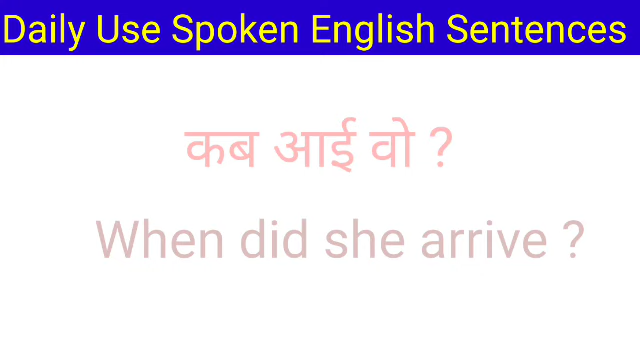 Daily Use Spoken English Sentences
कब आई वो ?
When did she arrive ?